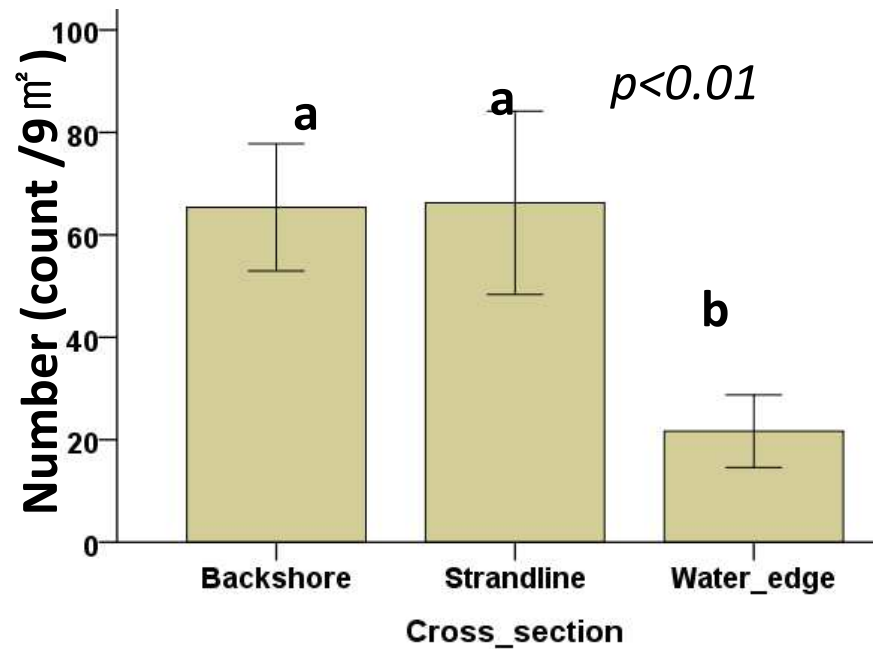 Number (count /9㎡)
100
80
60
40
20
0
a
a
b
p<0.01
Backshore
Strandline
Water_edge
Cross_section